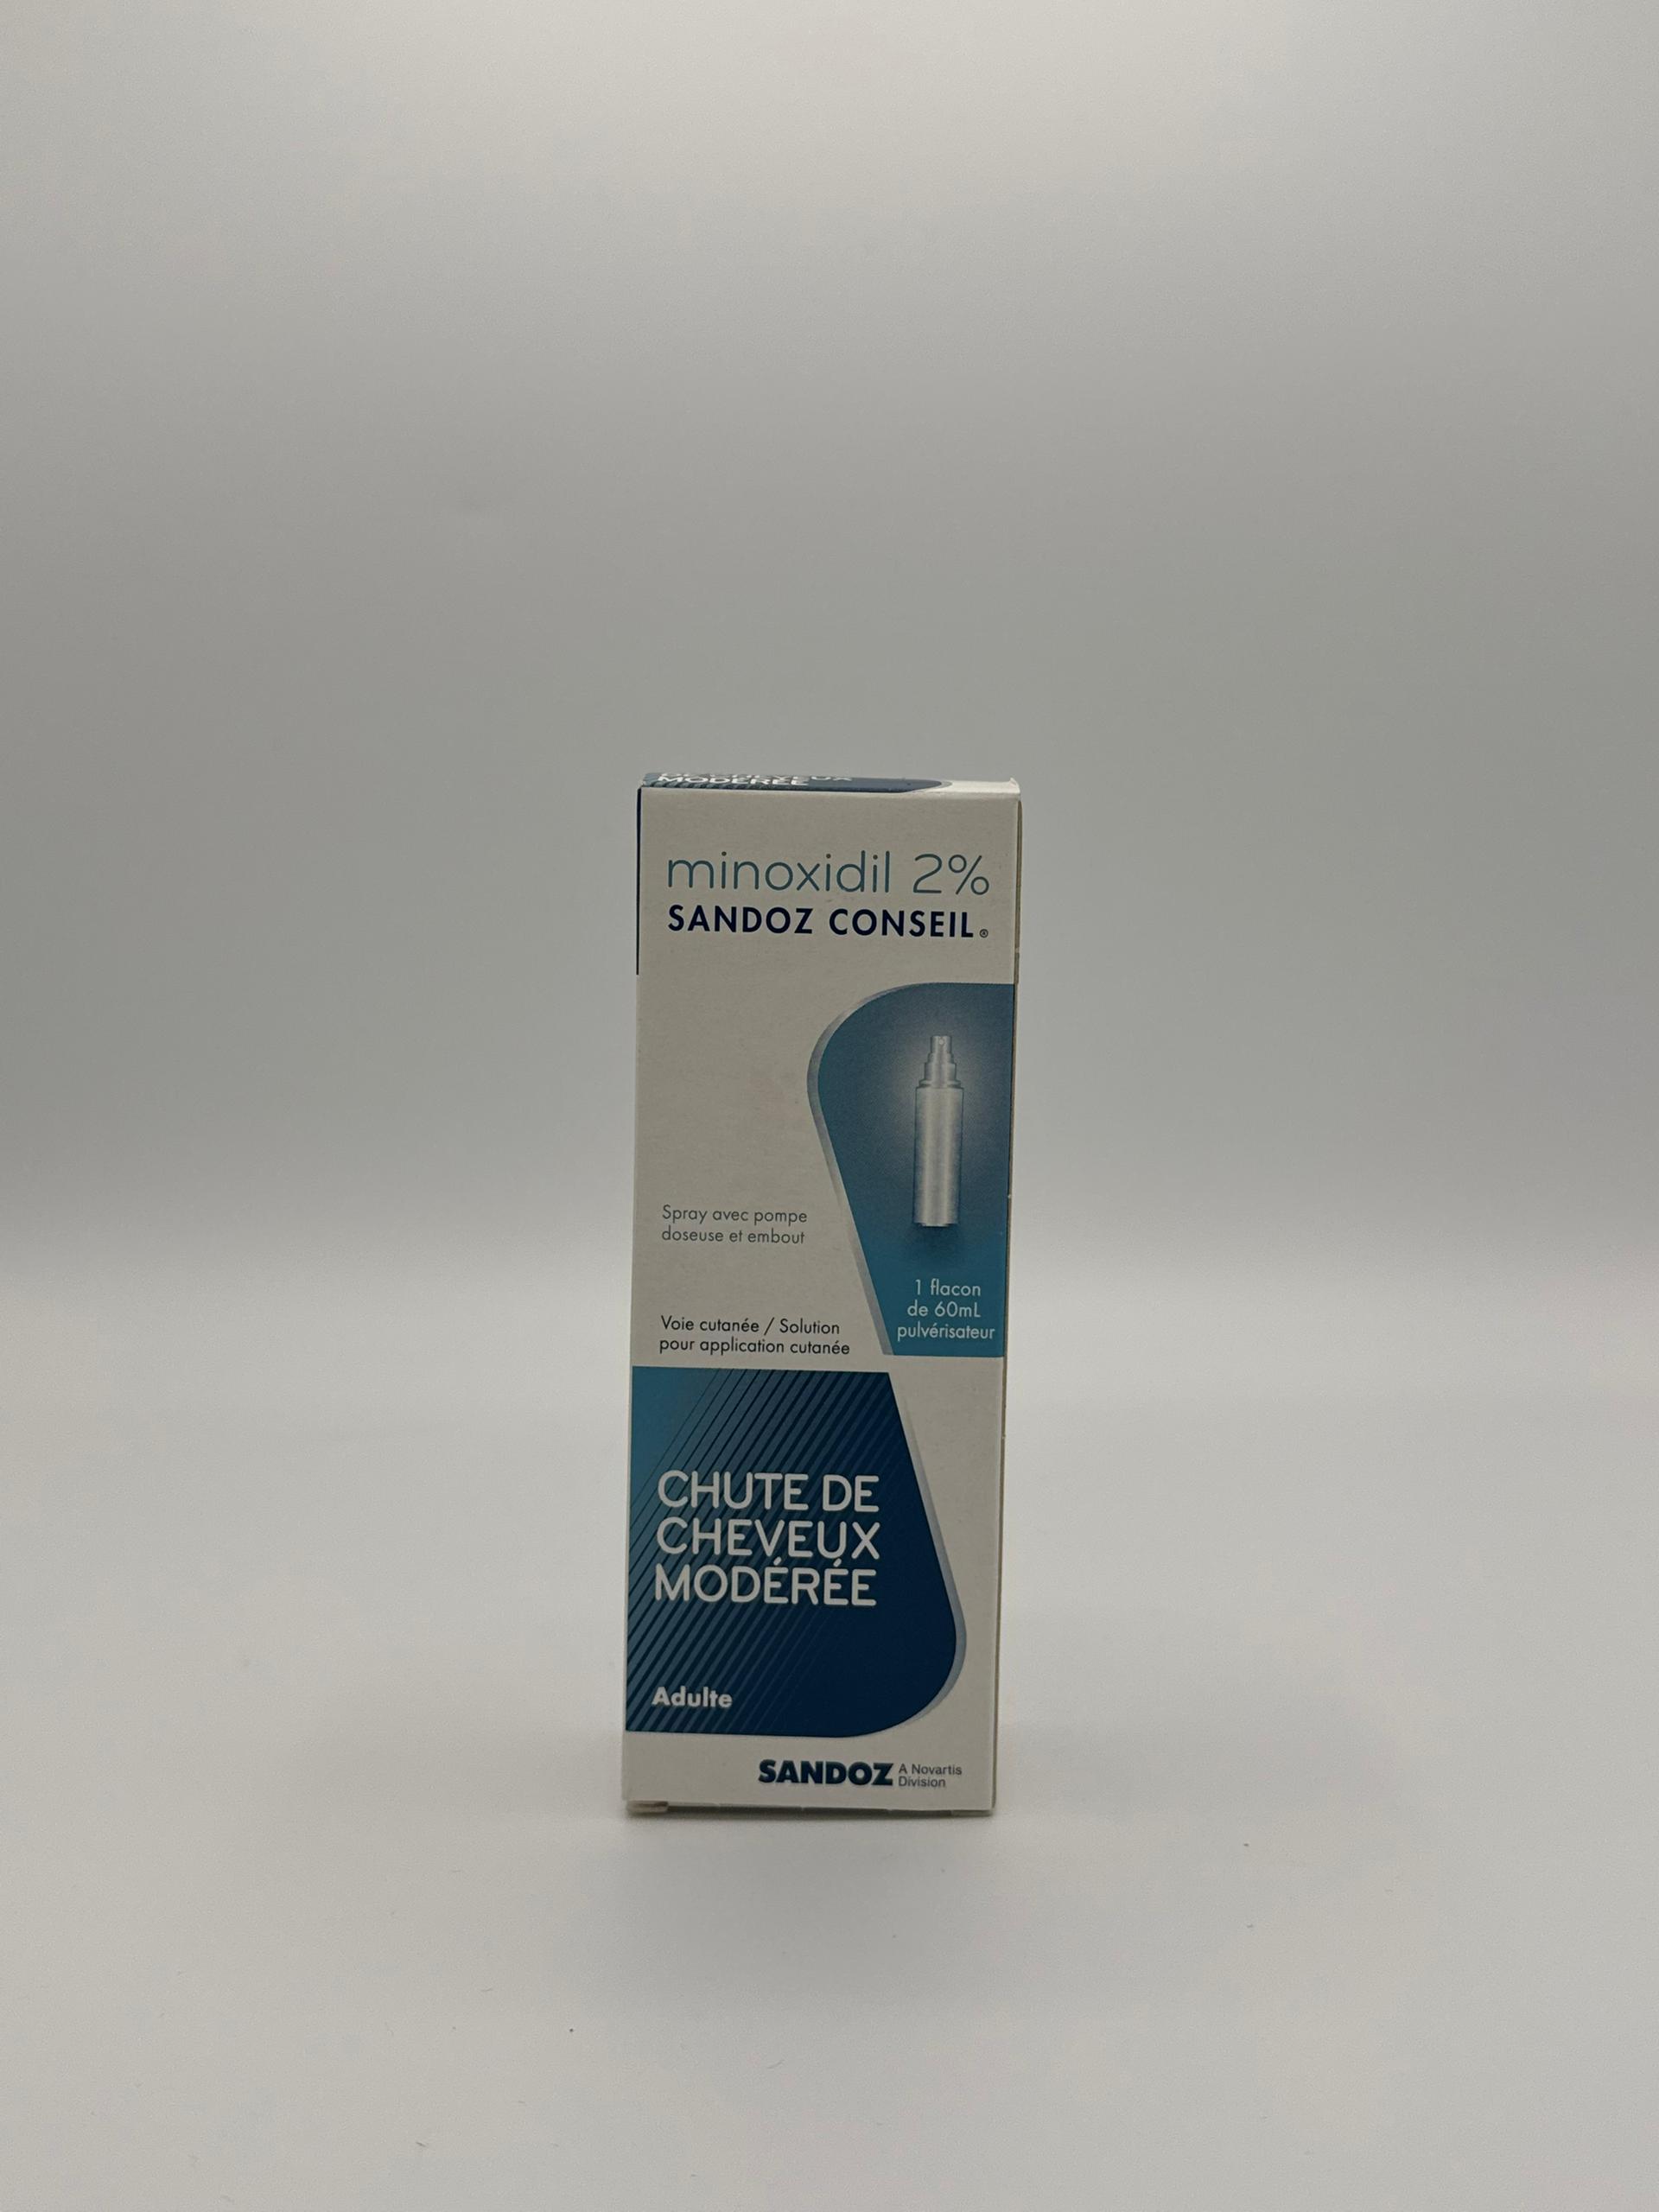 MODÉRÉE
minoxidil 2%
SANDOZ CONSEIL®
Spray avec pompe
doseuse et embout
1 flacon
de 60mL
pulvérisateur
Voie cutanée / Solution
pour application cutanée
CHUTE DE
CHEVEUX
MODÉRÉE
Adulte
SANDOZ A Novartis
Division